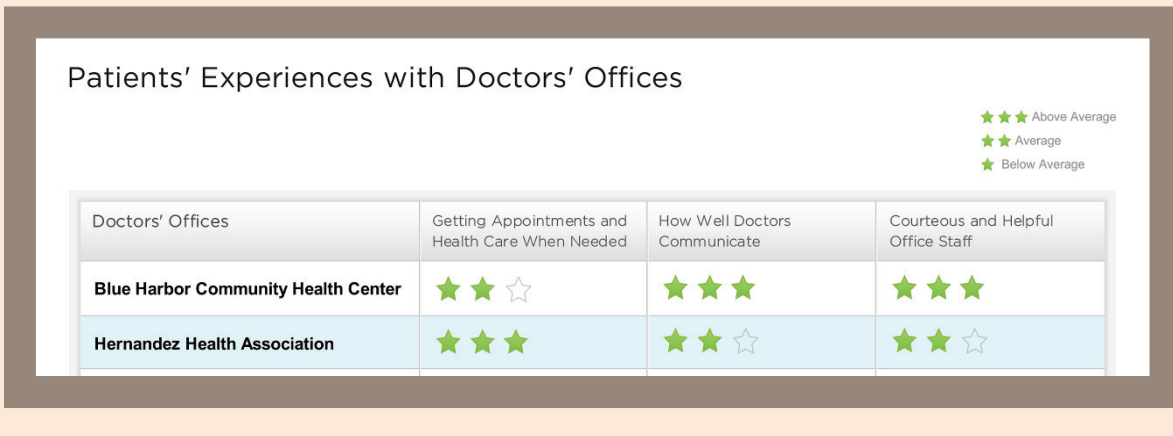 Patients' Experiences with Doctors' Offices
Above Average
Average
Below Average
Doctors' Offices
Getting Appointments and
Health Care When Needed
How Well Doctors
Communicate
Courteous and Helpful
Office Staff
Blue Harbor Community Health Center
Hernandez Health Association